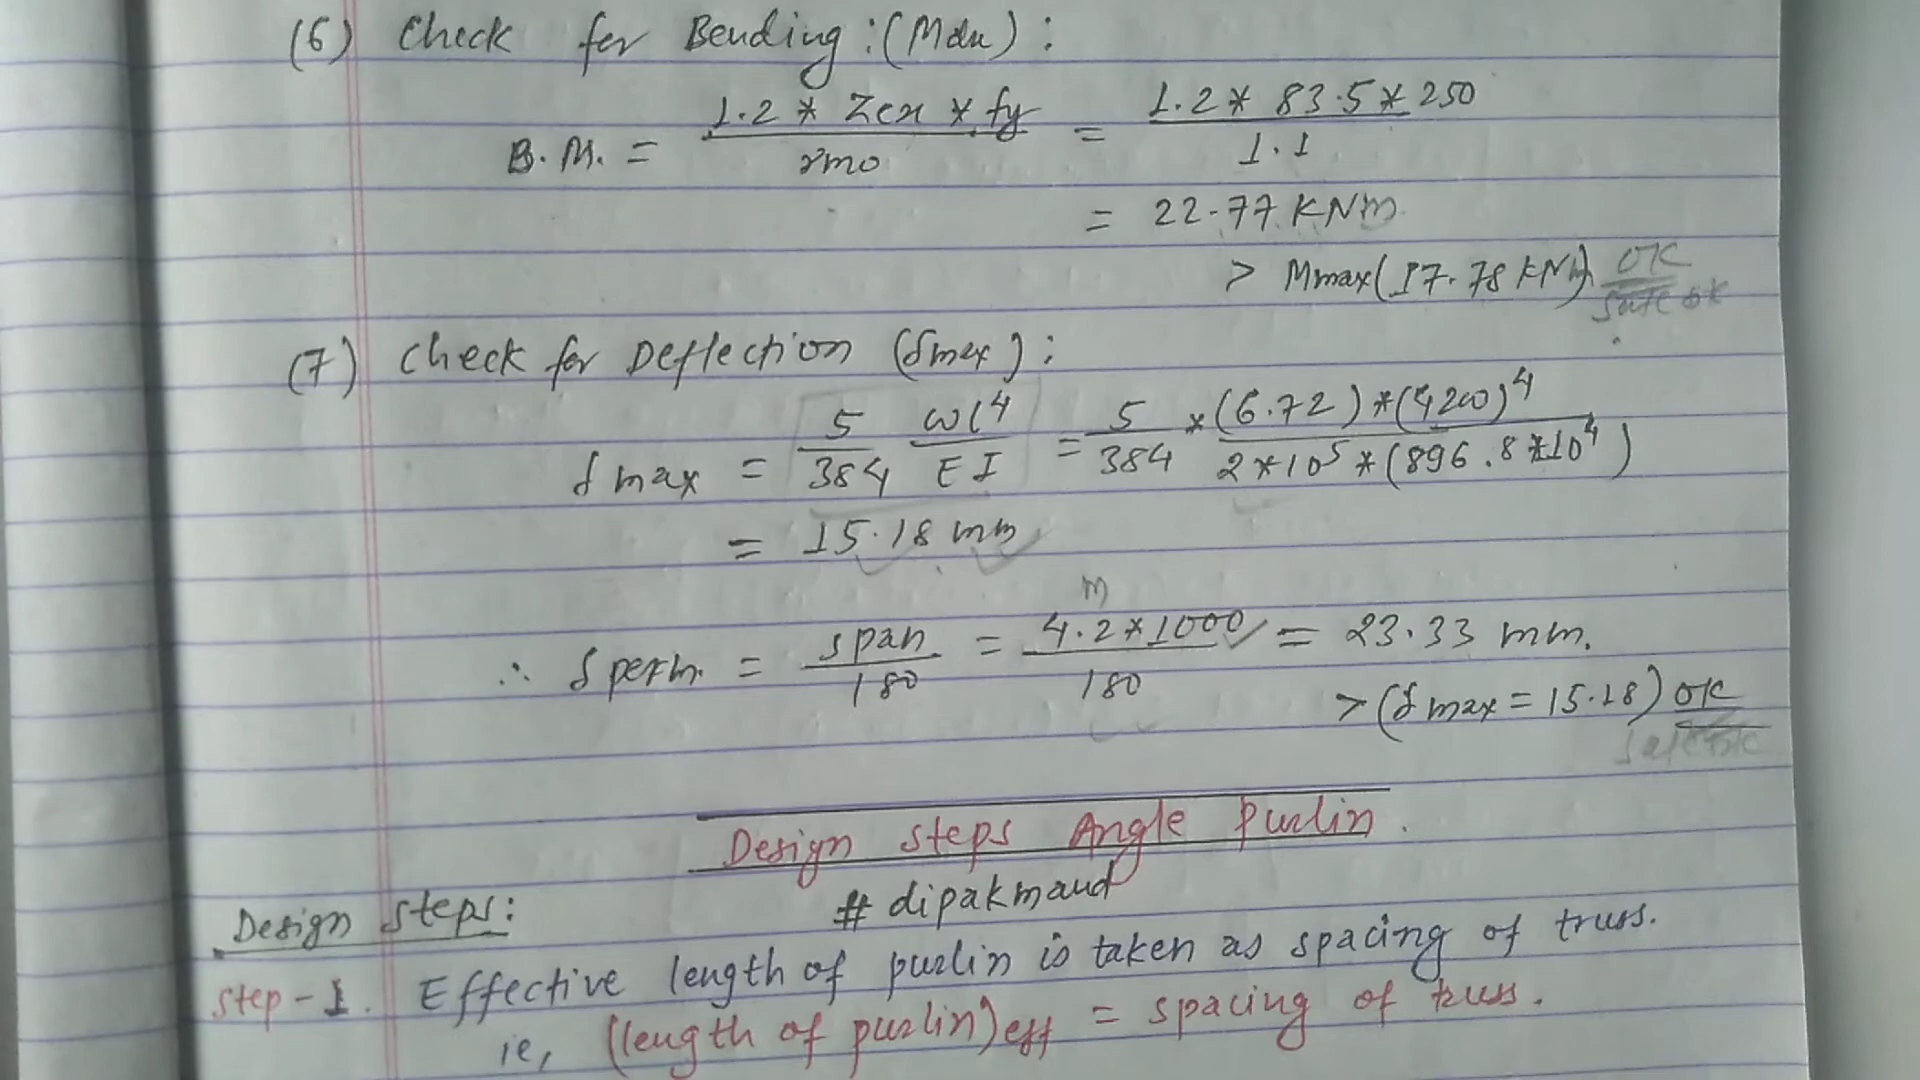 (6) Check for Bending : (Mdx) :
B.M. = 1.2 * Zex * fy / γmo = 1.2 * 83.5 * 250 / 1.1
= 22.77 KNm
> Mmax (17.78 KNm) OK
safe ok
(7) Check for Deflection (δmax) :
δmax = 5/384 ωl⁴/EI = 5/384 * (6.72) * (4200)⁴ / 2*10⁵ * (896.8*10⁴)
= 15.18 mm
m
∴ δperm. = span/180 = 4.2*1000/180 = 23.33 mm.
> (δmax = 15.18) OK
safe ok
Design steps Angle purlin.
# dipakmaud
Design steps:
Step-1. Effective length of purlin is taken as spacing of truss.
ie, (length of purlin)eff = spacing of truss.